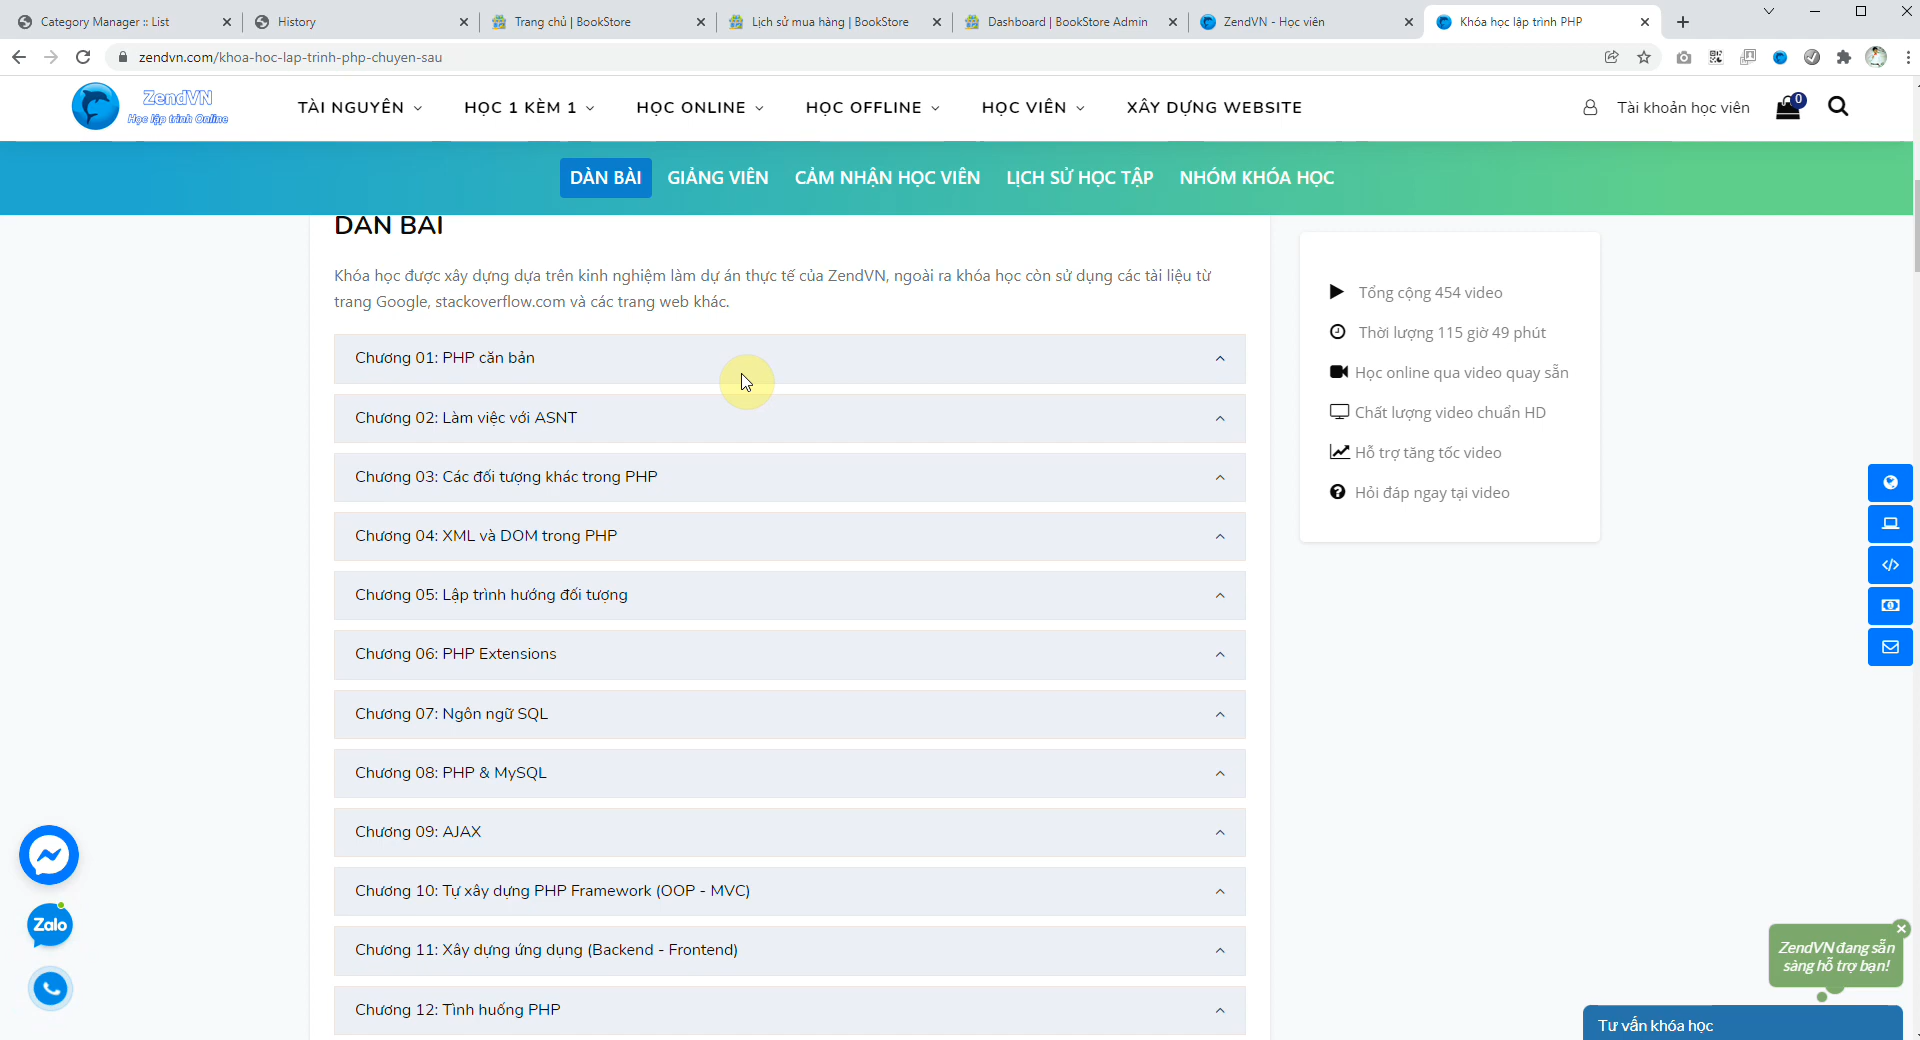 Category Manager :: List
History
Trang chủ | BookStore
Lịch sử mua hàng | BookStore
Dashboard | BookStore Admin
ZendVN - Học viên
Khóa học lập trình PHP
zendvn.com/khoa-hoc-lap-trinh-php-chuyen-sau
ZendVN
Học lập trình Online
TÀI NGUYÊN
HỌC 1 KÈM 1
HỌC ONLINE
HỌC OFFLINE
HỌC VIÊN
XÂY DỰNG WEBSITE
Tài khoản học viên
0
DÀN BÀI
GIẢNG VIÊN
CẢM NHẬN HỌC VIÊN
LỊCH SỬ HỌC TẬP
NHÓM KHÓA HỌC
DÀN BÀI
Khóa học được xây dựng dựa trên kinh nghiệm làm dự án thực tế của ZendVN, ngoài ra khóa học còn sử dụng các tài liệu từ
trang Google, stackoverflow.com và các trang web khác.
Chương 01: PHP căn bản
Chương 02: Làm việc với ASNT
Chương 03: Các đối tượng khác trong PHP
Chương 04: XML và DOM trong PHP
Chương 05: Lập trình hướng đối tượng
Chương 06: PHP Extensions
Chương 07: Ngôn ngữ SQL
Chương 08: PHP & MySQL
Chương 09: AJAX
Chương 10: Tự xây dựng PHP Framework (OOP - MVC)
Chương 11: Xây dựng ứng dụng (Backend - Frontend)
Chương 12: Tình huống PHP
Tổng cộng 454 video
Thời lượng 115 giờ 49 phút
Học online qua video quay sẵn
Chất lượng video chuẩn HD
Hỗ trợ tăng tốc video
Hỏi đáp ngay tại video
Zalo
ZendVN đang sẵn
sàng hỗ trợ bạn!
Tư vấn khóa học